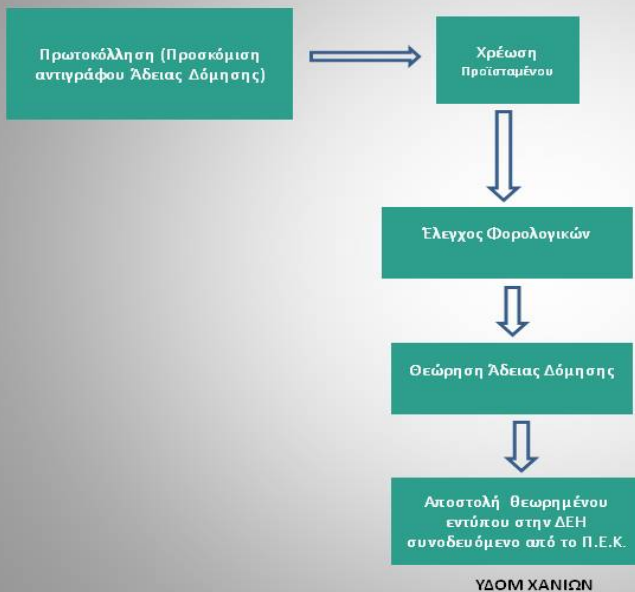 Πρωτοκόλληση (Προσκόμιση
αντιγράφου Άδειας Δόμησης)
Χρέωση
Προϊσταμένου
Έλεγχος Φορολογικών
Θεώρηση Άδειας Δόμησης
Αποστολή θεωρημένου
εντύπου στην ΔΕΗ
συνοδευόμενο από το Π.Ε.Κ.
ΥΔΟΜ ΧΑΝΙΩΝ